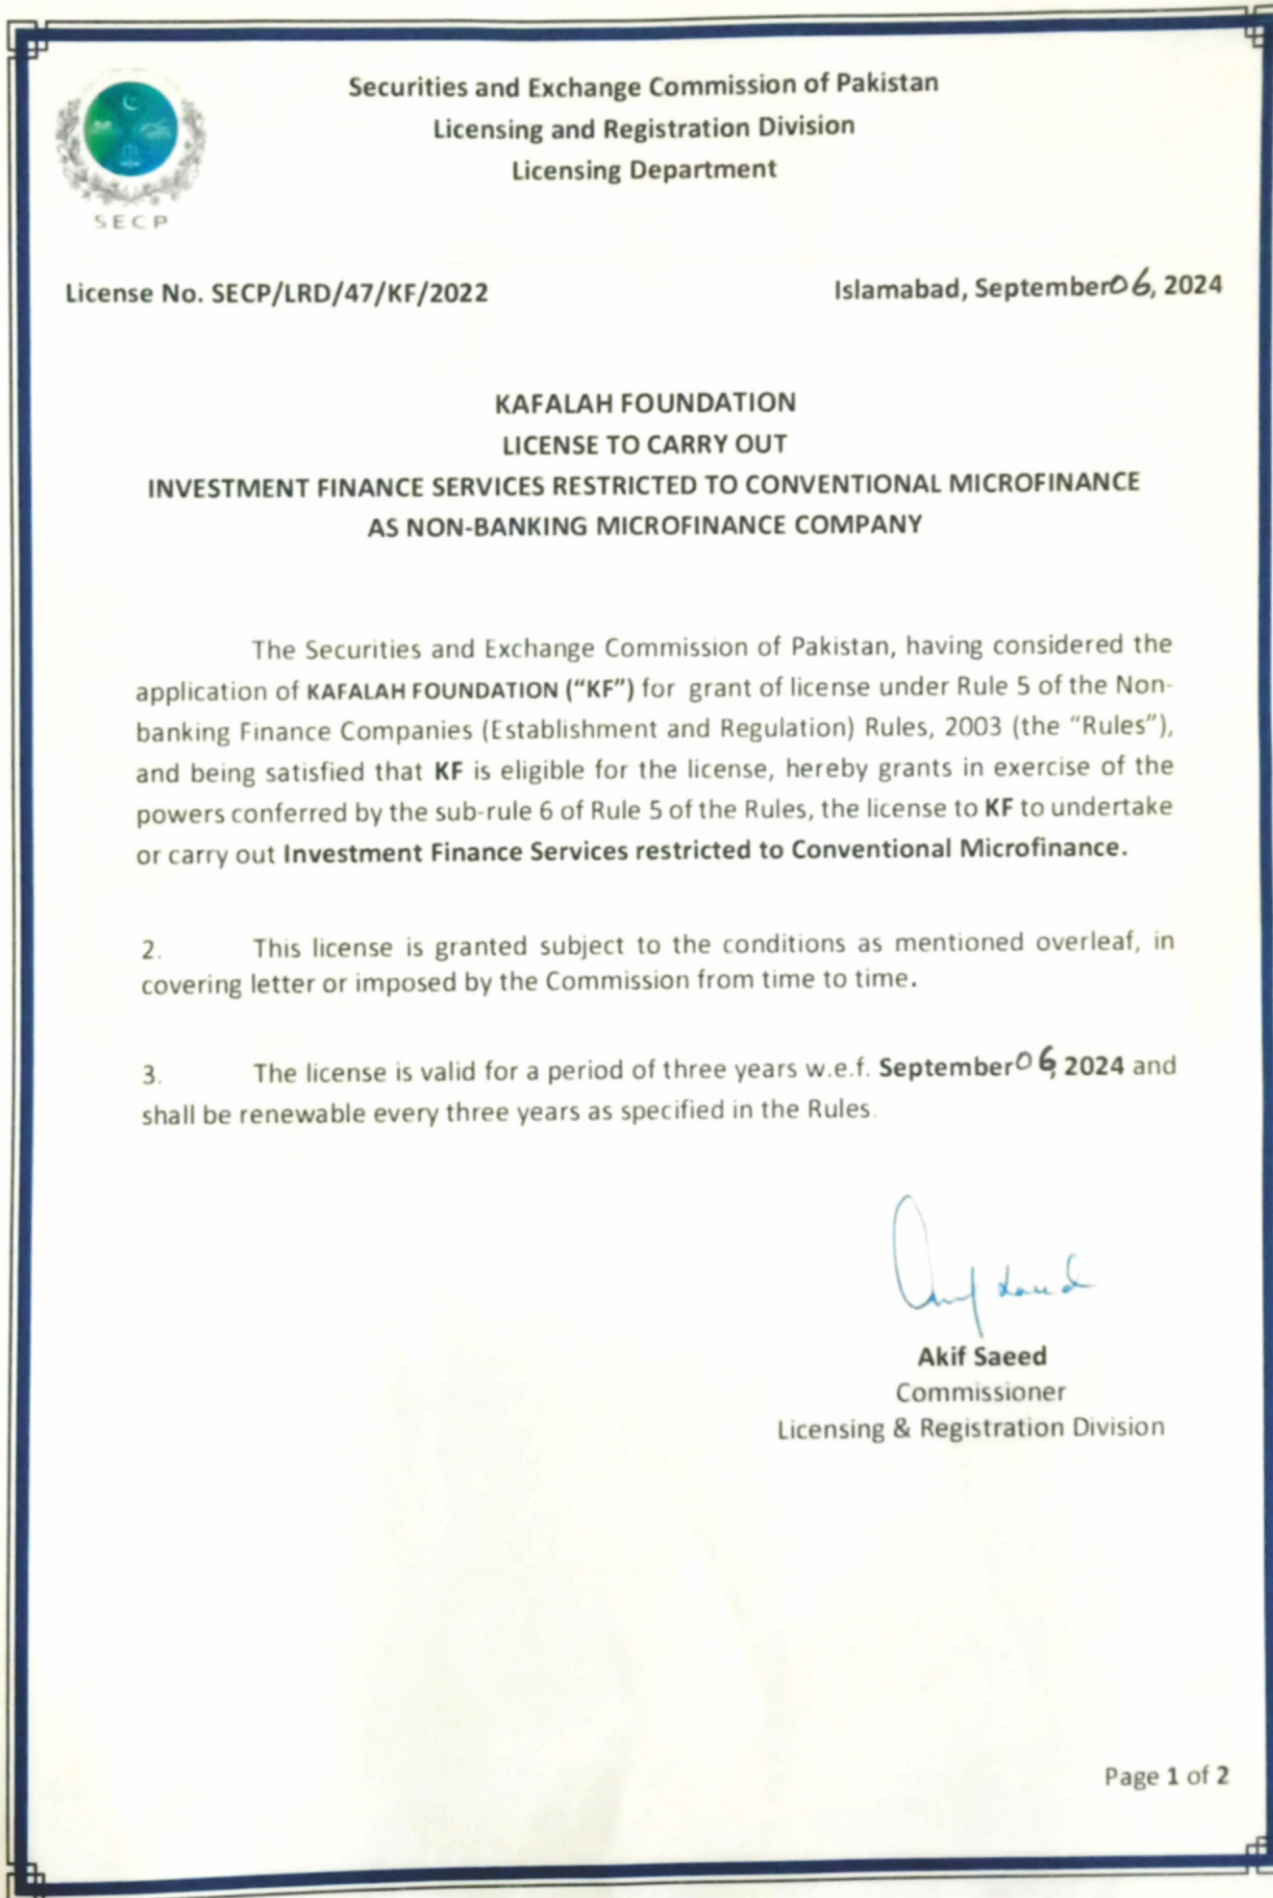 SECP
Securities and Exchange Commission of Pakistan
Licensing and Registration Division
Licensing Department
License No. SECP/LRD/47/KF/2022
Islamabad, September 06, 2024
KAFALAH FOUNDATION
LICENSE TO CARRY OUT
INVESTMENT FINANCE SERVICES RESTRICTED TO CONVENTIONAL MICROFINANCE
AS NON-BANKING MICROFINANCE COMPANY
The Securities and Exchange Commission of Pakistan, having considered the
application of KAFALAH FOUNDATION (“KF”) for grant of license under Rule 5 of the Non-
banking Finance Companies (Establishment and Regulation) Rules, 2003 (the “Rules”),
and being satisfied that KF is eligible for the license, hereby grants in exercise of the
powers conferred by the sub-rule 6 of Rule 5 of the Rules, the license to KF to undertake
or carry out Investment Finance Services restricted to Conventional Microfinance.
2. This license is granted subject to the conditions as mentioned overleaf, in
covering letter or imposed by the Commission from time to time.
3. The license is valid for a period of three years w.e.f. September 06, 2024 and
shall be renewable every three years as specified in the Rules.
Akif Saeed
Commissioner
Licensing & Registration Division
Page 1 of 2